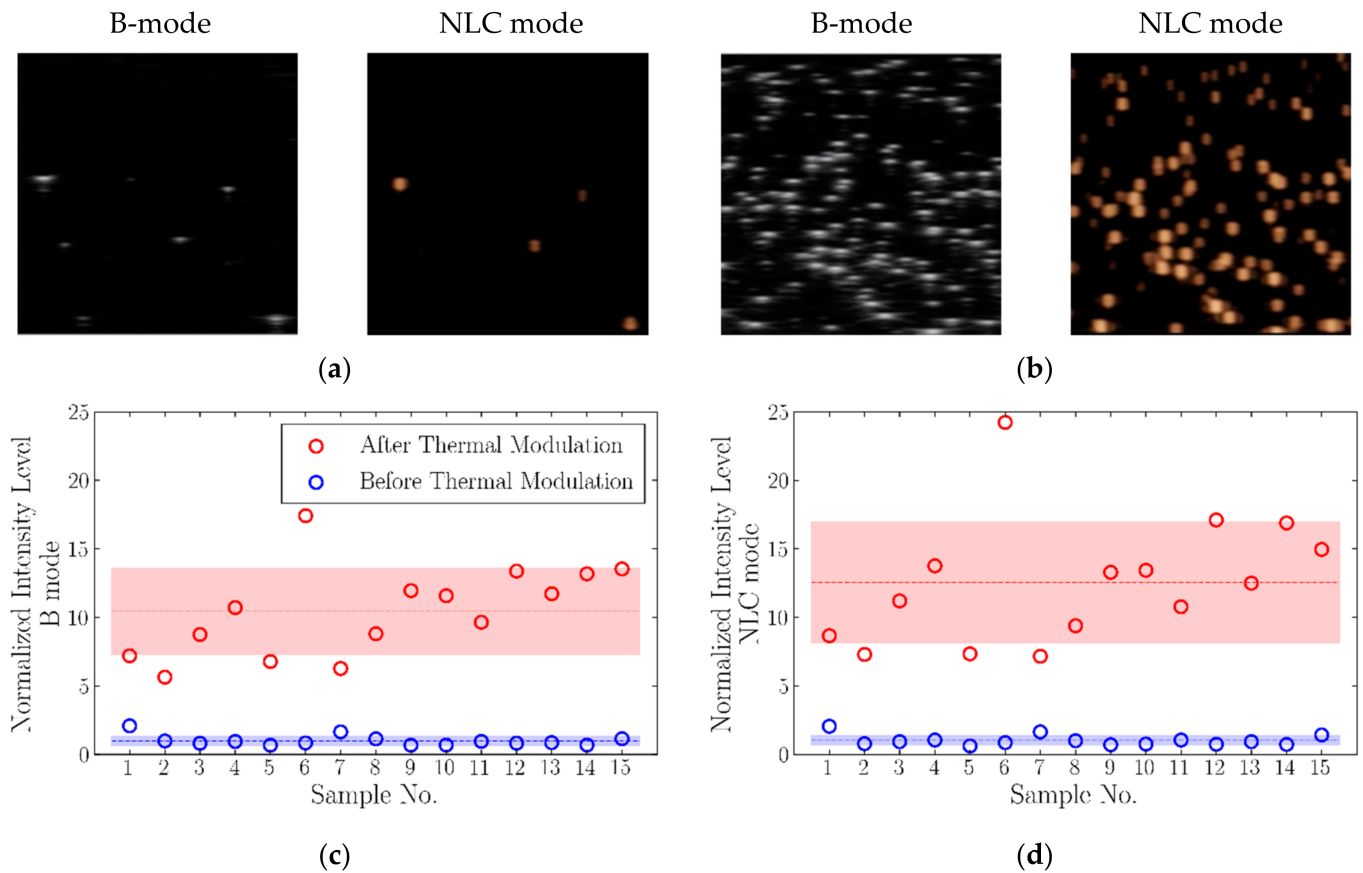 B-mode
NLC mode
B-mode
NLC mode
(a)
(b)
Normalized Intensity Level
B mode
25
20
15
10
5
0
After Thermal Modulation
Before Thermal Modulation
1 2 3 4 5 6 7 8 9 10 11 12 13 14 15
Sample No.
(c)
Normalized Intensity Level
NLC mode
25
20
15
10
5
0
1 2 3 4 5 6 7 8 9 10 11 12 13 14 15
Sample No.
(d)